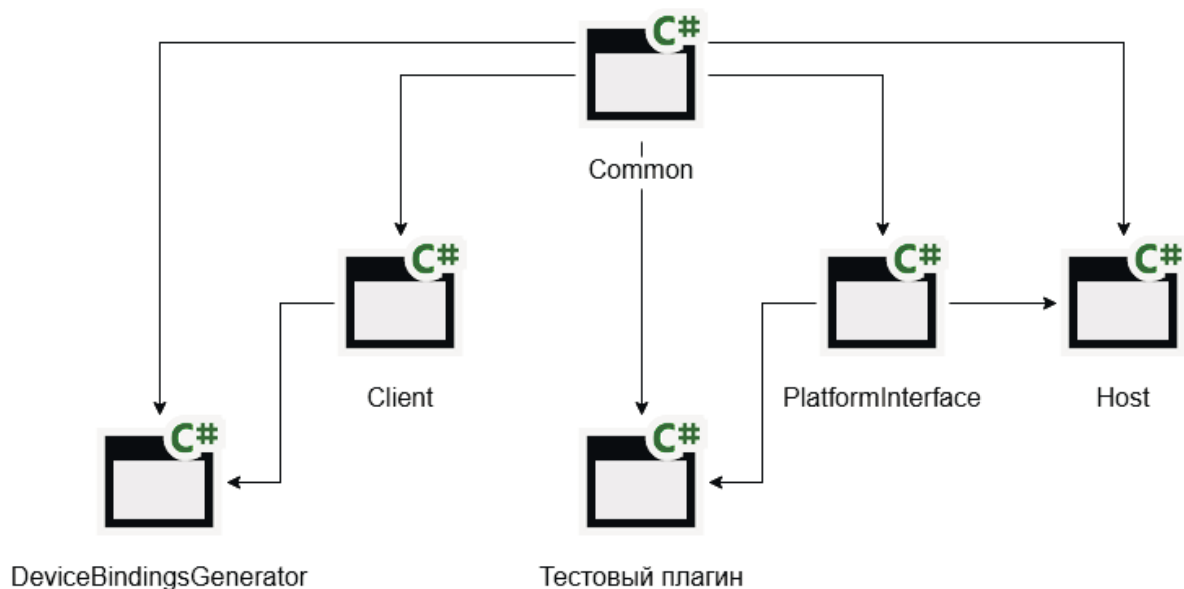 C#
Common
C#
C#
C#
Client
PlatformInterface
Host
C#
C#
DeviceBindingsGenerator
Тестовый плагин